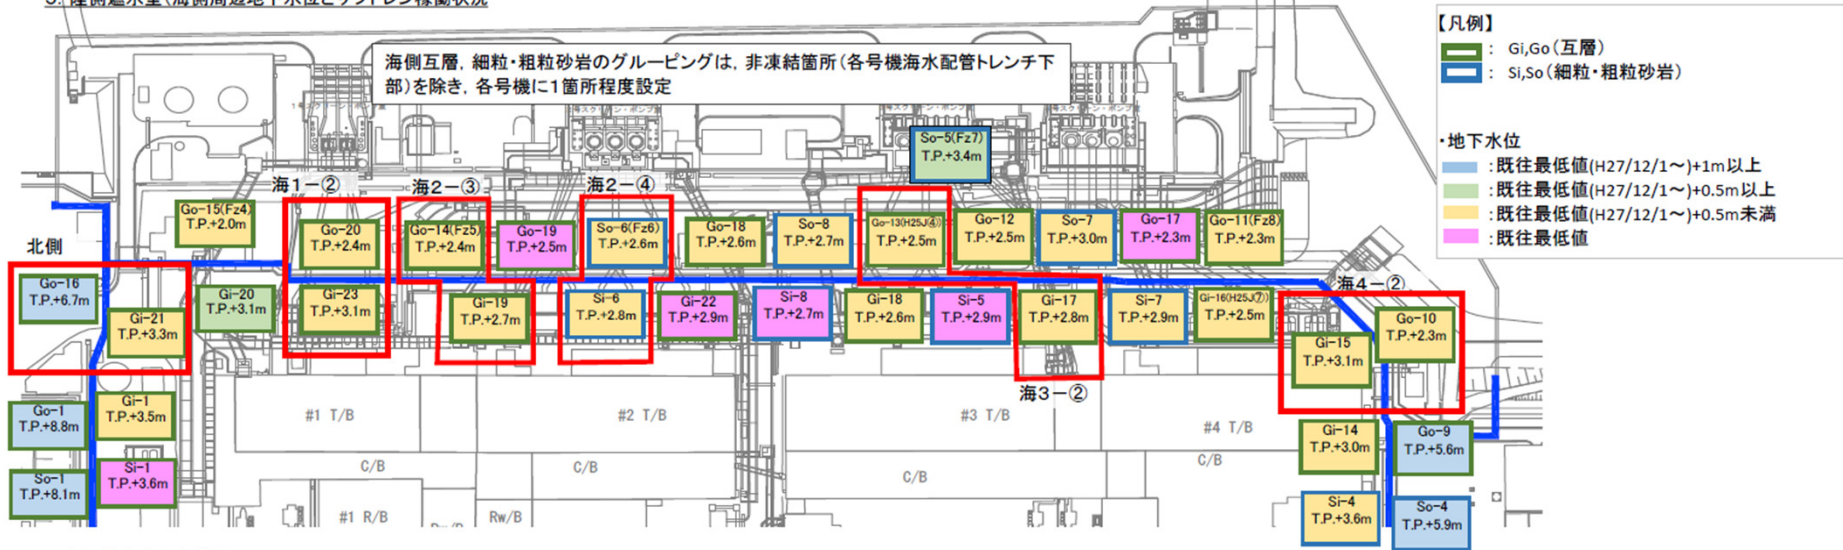 海側互層，細粒・粗粒砂岩のグルーピングは，非凍結箇所（各号機海水配管トレンチ下
部）を除き，各号機に１箇所程度設定
【凡例】
： Gi,Go（互層）
： Si,So（細粒・粗粒砂岩）
・地下水位
：既往最低値(H27/12/1～)+1m以上
：既往最低値(H27/12/1～)+0.5m以上
：既往最低値(H27/12/1～)+0.5m未満
：既往最低値
So-5(Fz7)
T.P.+3.4m
海１－②
海2－③
海2－④
Go-15(Fz4)
T.P.+2.0m
Go-20
T.P.+2.4m
Go-14(Fz5)
T.P.+2.4m
Go-19
T.P.+2.5m
So-6(Fz6)
T.P.+2.6m
Go-18
T.P.+2.6m
So-8
T.P.+2.7m
Go-13(H25J④)
T.P.+2.5m
Go-12
T.P.+2.5m
So-7
T.P.+3.0m
Go-17
T.P.+2.3m
Go-11(Fz8)
T.P.+2.3m
北側
Go-16
T.P.+6.7m
Gi-21
T.P.+3.3m
Gi-20
T.P.+3.1m
Gi-23
T.P.+3.1m
Gi-19
T.P.+2.7m
Si-6
T.P.+2.8m
Gi-22
T.P.+2.9m
Si-8
T.P.+2.7m
Gi-18
T.P.+2.6m
Si-5
T.P.+2.9m
Gi-17
T.P.+2.8m
Si-7
T.P.+2.9m
Gi-16(H25J⑦)
T.P.+2.5m
海4－②
Go-10
T.P.+2.3m
Gi-15
T.P.+3.1m
海3－②
Go-1
T.P.+8.8m
Gi-1
T.P.+3.5m
#1 T/B
#2 T/B
#3 T/B
#4 T/B
Gi-14
T.P.+3.0m
Go-9
T.P.+5.6m
So-1
T.P.+8.1m
Si-1
T.P.+3.6m
C/B
C/B
C/B
C/B
#1 R/B
Rw/B
Si-4
T.P.+3.6m
So-4
T.P.+5.9m